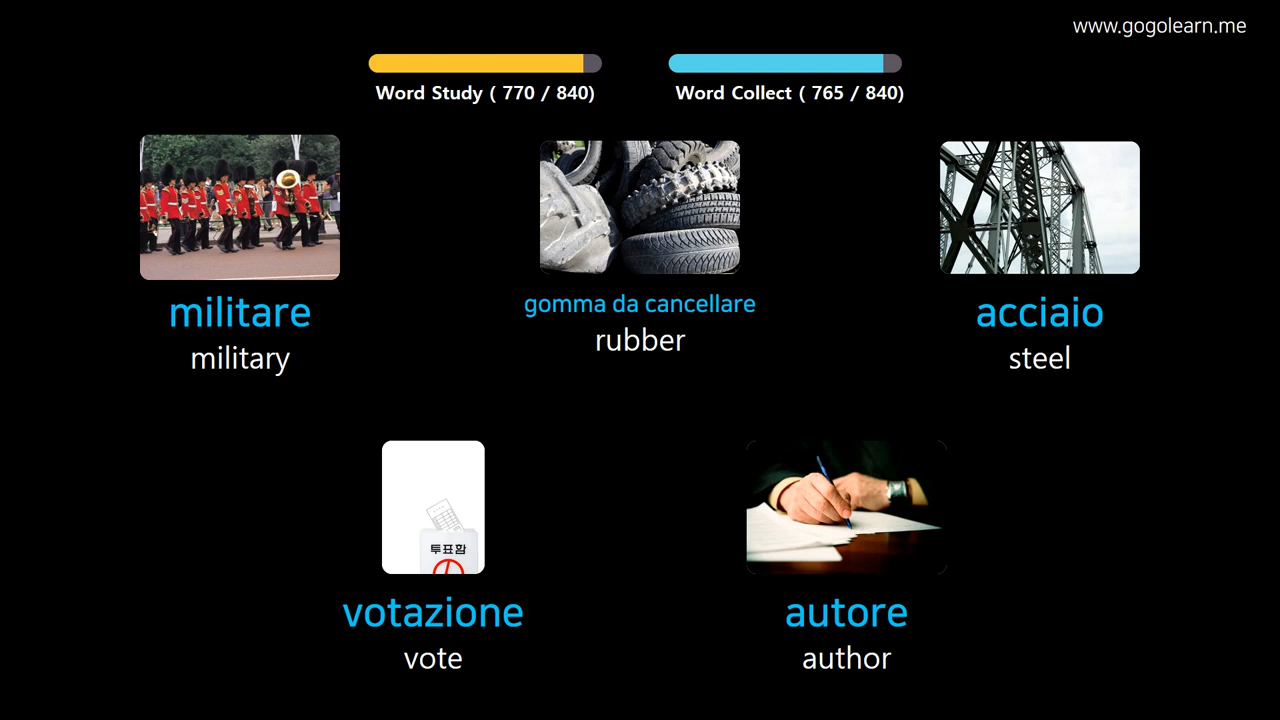 www.gogolearn.me
Word Study ( 770 / 840)
Word Collect ( 765 / 840)
militare
military
gomma da cancellare
rubber
acciaio
steel
투표함
votazione
vote
autore
author